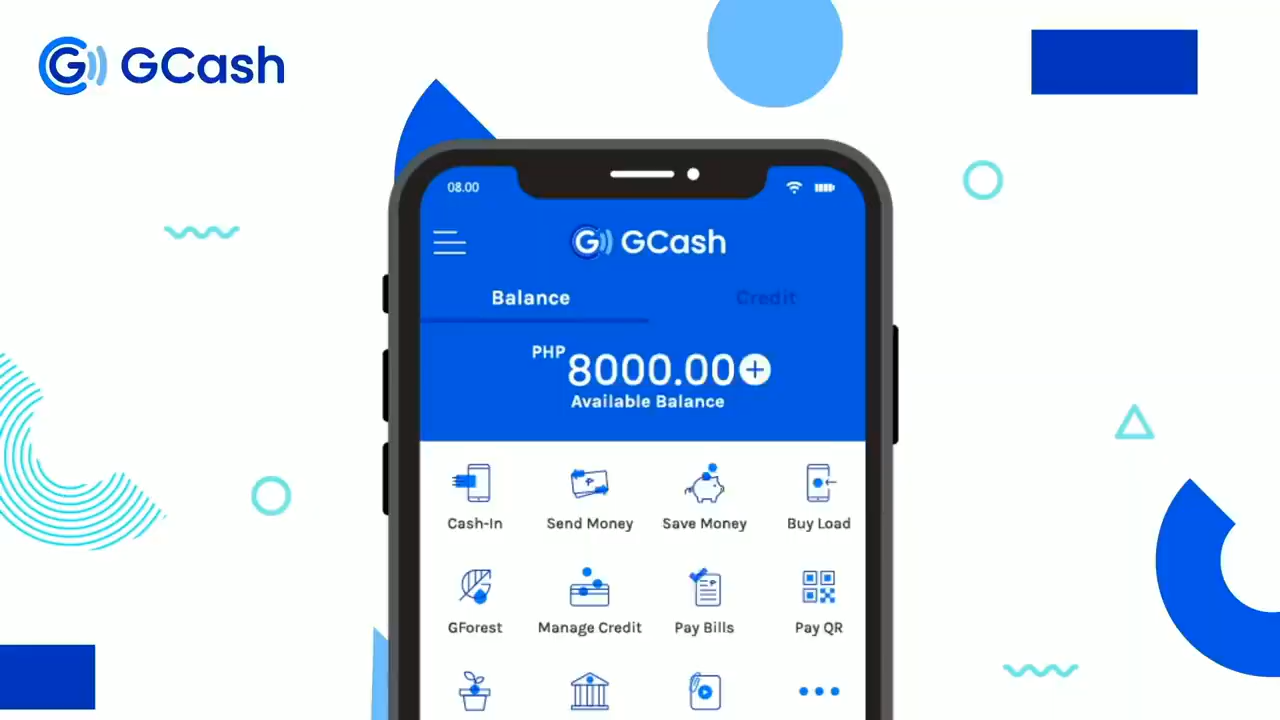 GCash
08.00
GCash
Balance Credit
PHP 8000.00
Available Balance
Cash-In Send Money Save Money Buy Load
GForest Manage Credit Pay Bills Pay QR